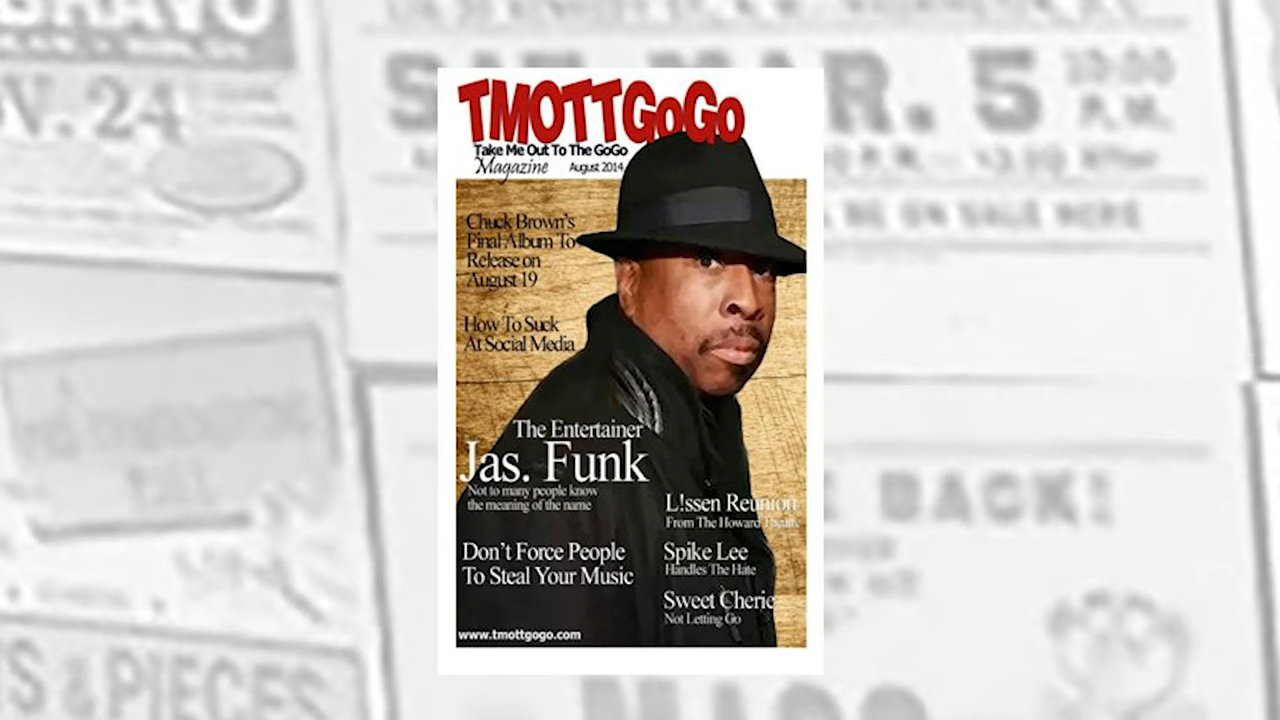 TMOTTGoGo
Take Me Out To The GoGo
Magazine August 2014
Chuck Brown's
Final Album To
Release on
August 19
How To Suck
At Social Media
The Entertainer
Jas. Funk
Not to many people know
the meaning of the name
Don't Force People
To Steal Your Music
L!ssen Reunion
From The Howard Theatre
Spike Lee
Handles The Hate
Sweet Cherie
Not Letting Go
www.tmottgogo.com
V. 24
MAR. 5
10:00
P.M.
BACK!
S & PIECES